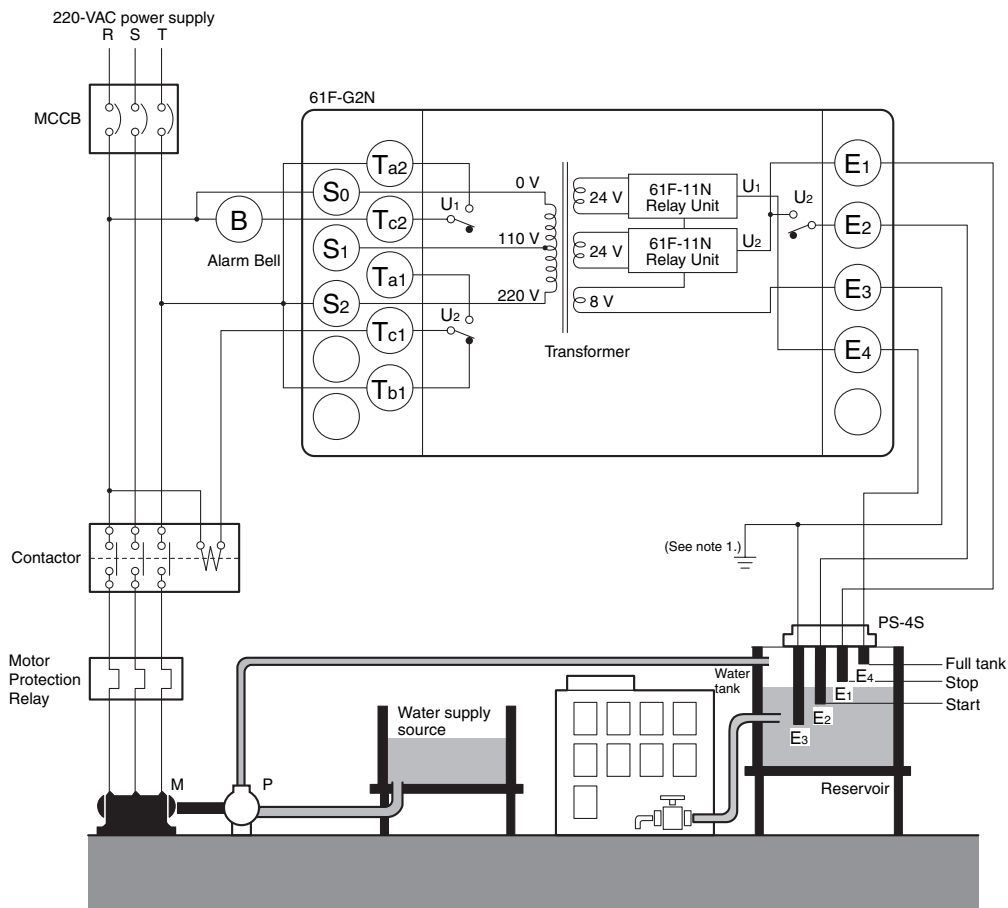 220-VAC power supply
R S T
MCCB
61F-G2N
Ta2
S0
0 V
U1
24 V
61F-11N
Relay Unit
U1
E1
B
Alarm Bell
Tc2
S1
110 V
24 V
61F-11N
Relay Unit
U2
U2
E2
Ta1
S2
220 V
U2
8 V
E3
Tc1
Transformer
E4
Tb1
Contactor
(See note 1.)
PS-4S
Motor
Protection
Relay
Water
tank
E4
Full tank
E1
Stop
E2
Start
E3
Water supply
source
M
P
Reservoir